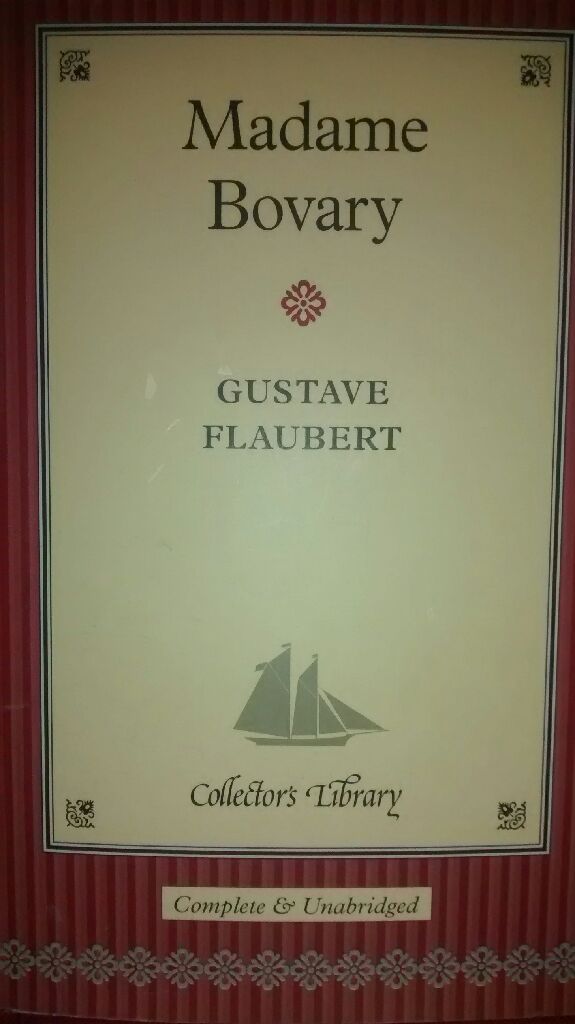 Madame
Bovary
GUSTAVE
FLAUBERT
Collector's Library
Complete & Unabridged